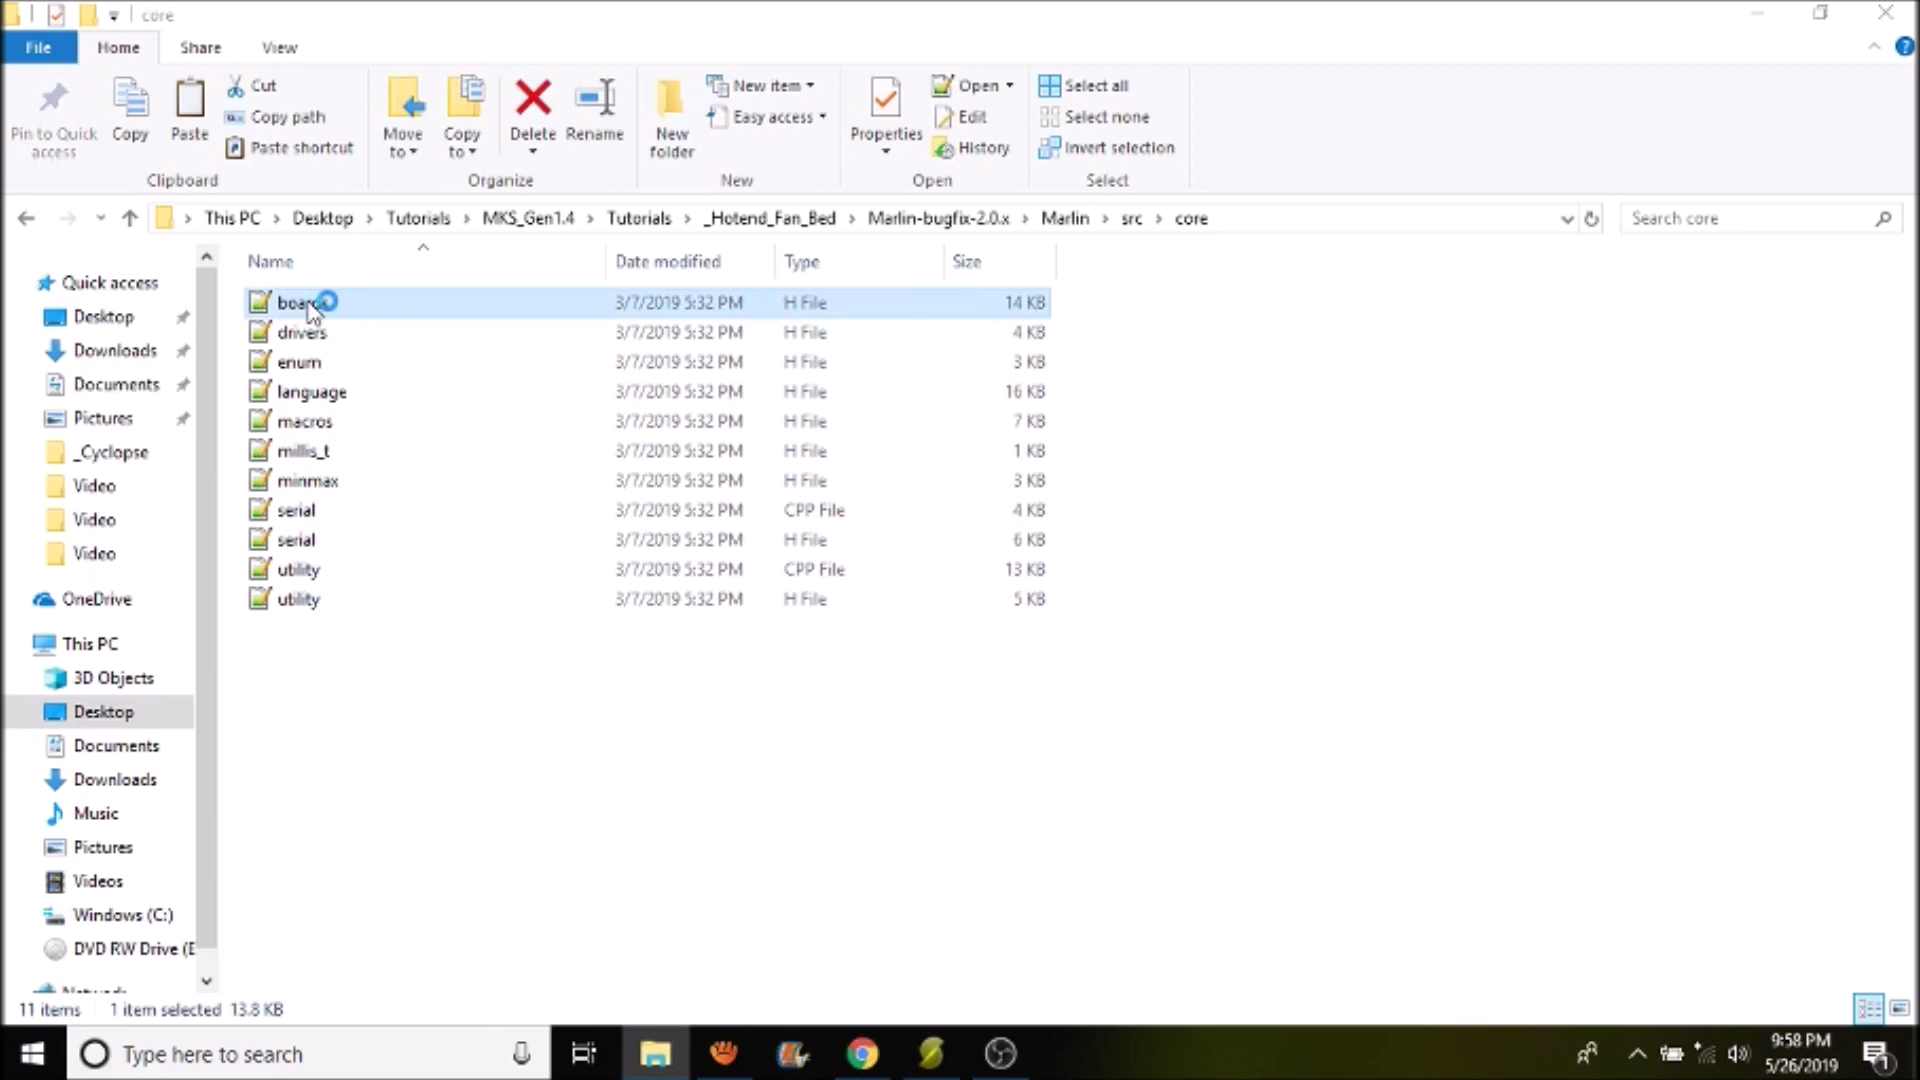 core
File Home Share View
Pin to Quick access
Copy
Paste
Cut
Copy path
Paste shortcut
Clipboard
Move to
Copy to
Delete
Rename
Organize
New folder
New item
Easy access
New
Properties
Open
Edit
History
Open
Select all
Select none
Invert selection
Select
This PC > Desktop > Tutorials > MKS_Gen1.4 > Tutorials > _Hotend_Fan_Bed > Marlin-bugfix-2.0.x > Marlin > src > core
Search core
Name Date modified Type Size
3/7/2019 5:32 PM H File 14 KB
drivers 3/7/2019 5:32 PM H File 4 KB
enum 3/7/2019 5:32 PM H File 3 KB
language 3/7/2019 5:32 PM H File 16 KB
macros 3/7/2019 5:32 PM H File 7 KB
millis_t 3/7/2019 5:32 PM H File 1 KB
minmax 3/7/2019 5:32 PM H File 3 KB
serial 3/7/2019 5:32 PM CPP File 4 KB
serial 3/7/2019 5:32 PM H File 6 KB
utility 3/7/2019 5:32 PM CPP File 13 KB
utility 3/7/2019 5:32 PM H File 5 KB
Quick access
Desktop
Downloads
Documents
Pictures
_Cyclopse
Video
Video
Video
OneDrive
This PC
3D Objects
Desktop
Documents
Downloads
Music
Pictures
Videos
Windows (C:)
DVD RW Drive (E
11 items 1 item selected 13.8 KB
Type here to search
9:58 PM
5/26/2019
1